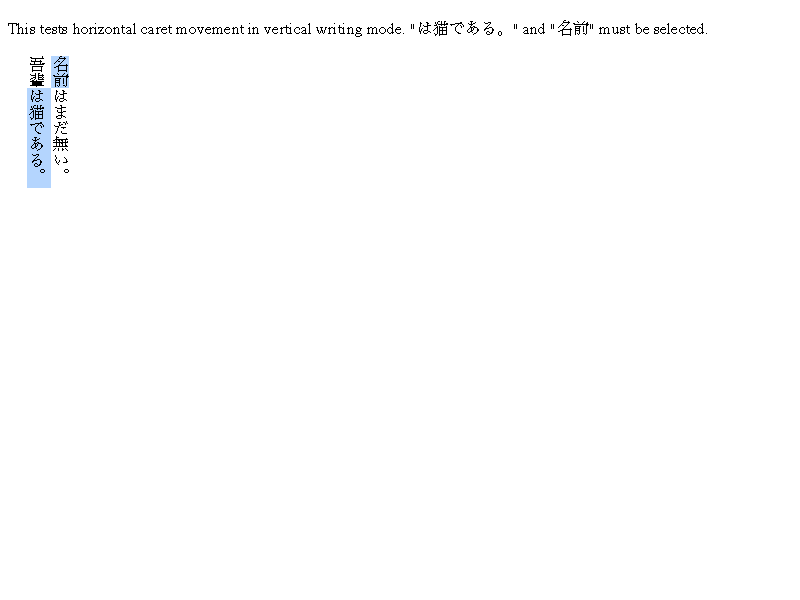 This tests horizontal caret movement in vertical writing mode. "は猫である。" and "名前" must be selected.
吾輩は猫である。
名前はまだ無い。